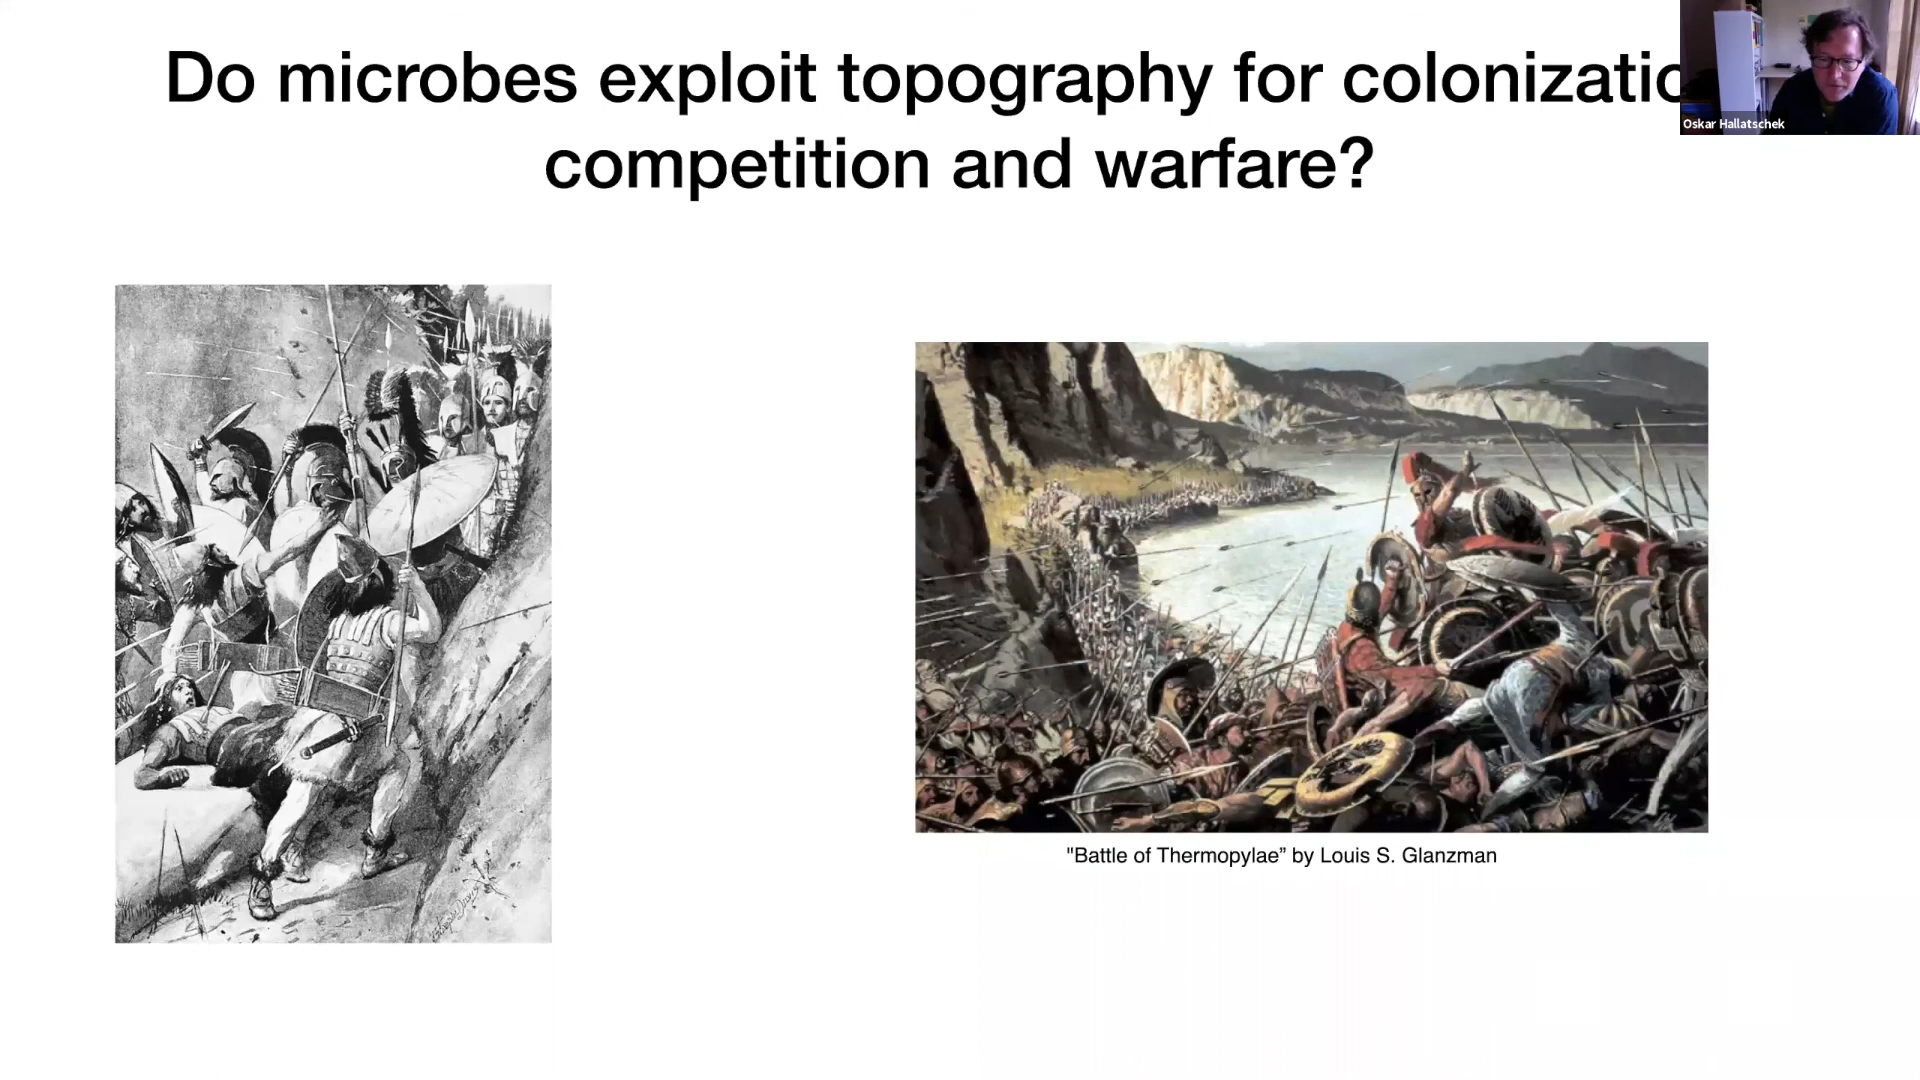 Do microbes exploit topography for colonizatio
competition and warfare?
Oskar Hallatschek
"Battle of Thermopylae” by Louis S. Glanzman